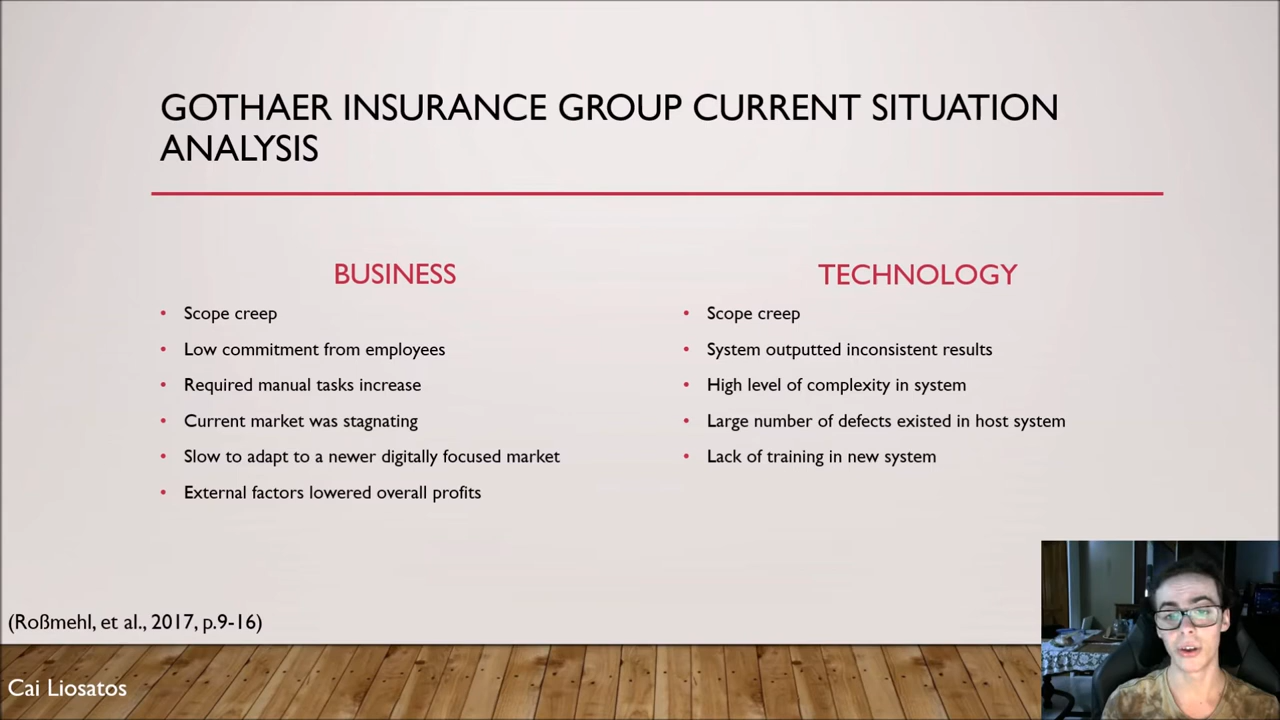 GOTHAER INSURANCE GROUP CURRENT SITUATION
ANALYSIS
BUSINESS
• Scope creep
• Low commitment from employees
• Required manual tasks increase
• Current market was stagnating
• Slow to adapt to a newer digitally focused market
• External factors lowered overall profits
TECHNOLOGY
• Scope creep
• System outputted inconsistent results
• High level of complexity in system
• Large number of defects existed in host system
• Lack of training in new system
(Roßmehl, et al., 2017, p.9-16)
Cai Liosatos